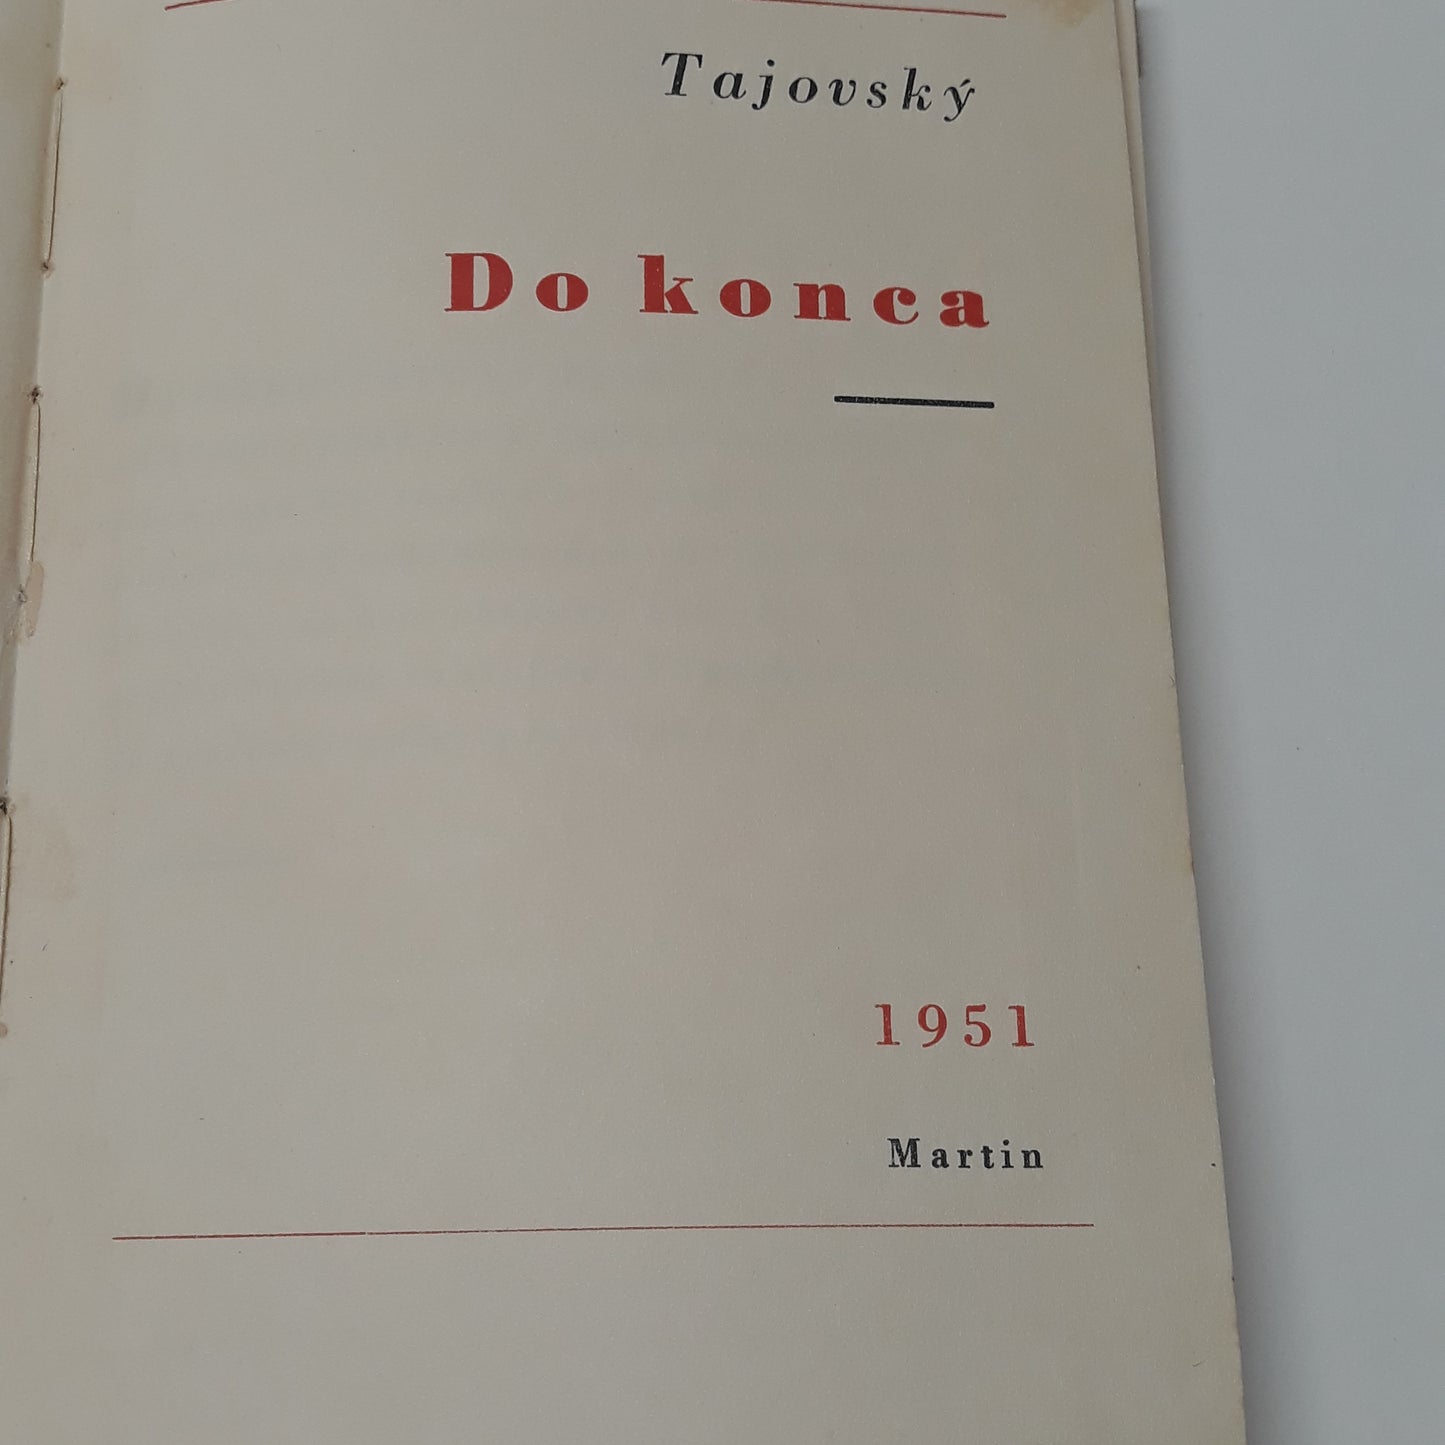 Tajovský
Do konca
1951
Martin